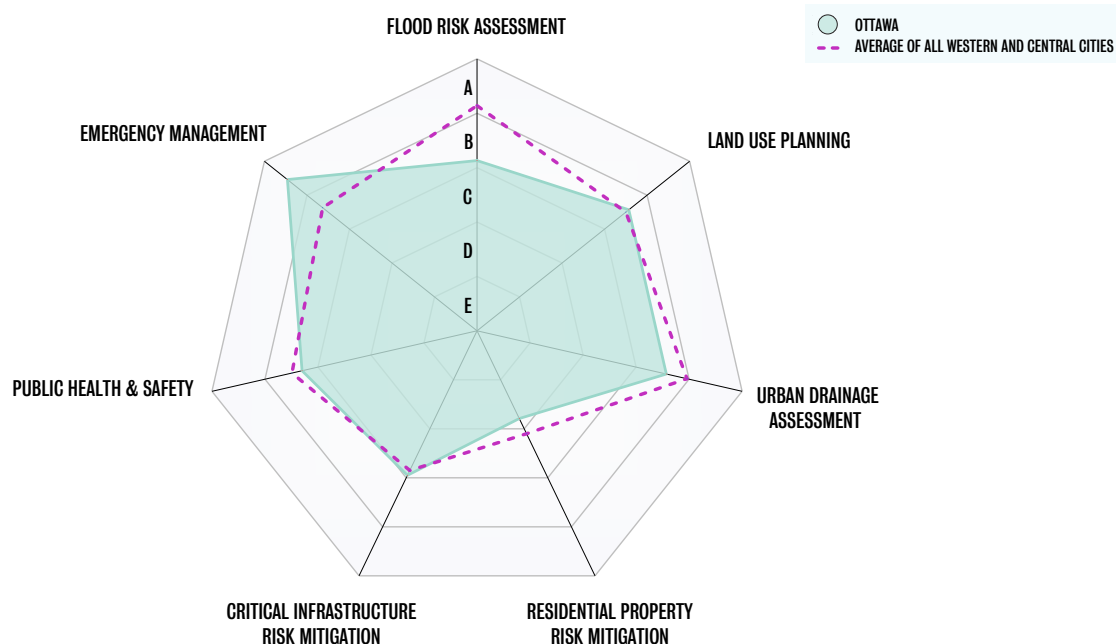 FLOOD RISK ASSESSMENT
OTTAWA
AVERAGE OF ALL WESTERN AND CENTRAL CITIES
A
EMERGENCY MANAGEMENT
LAND USE PLANNING
B
C
D
E
PUBLIC HEALTH & SAFETY
URBAN DRAINAGE
ASSESSMENT
CRITICAL INFRASTRUCTURE
RISK MITIGATION
RESIDENTIAL PROPERTY
RISK MITIGATION